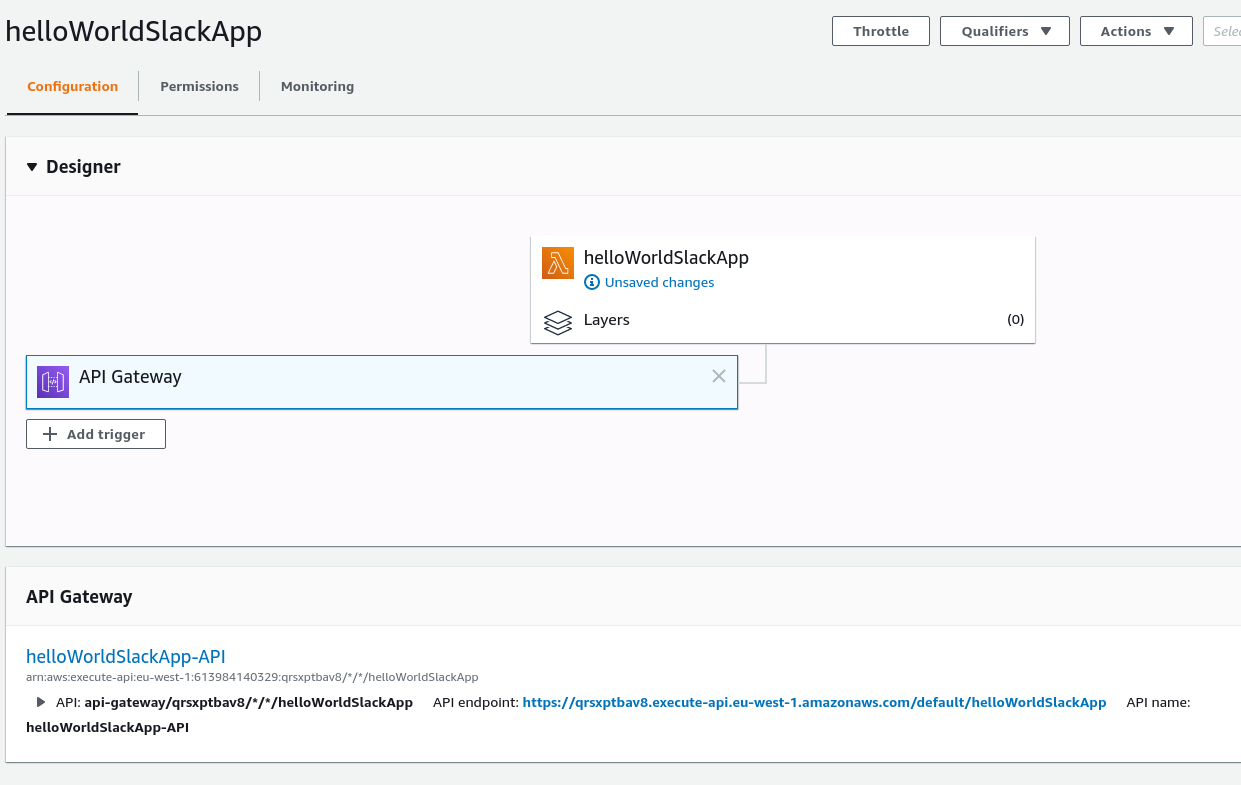 helloWorldSlackApp
Throttle Qualifiers Actions
Configuration Permissions Monitoring
Designer
helloWorldSlackApp
Unsaved changes
Layers (0)
API Gateway
Add trigger
API Gateway
helloWorldSlackApp-API
arn:aws:execute-api:eu-west-1:613984140329:qrsxptbav8/*/*/helloWorldSlackApp
API: api-gateway/qrsxptbav8/*/*/helloWorldSlackApp API endpoint: https://qrsxptbav8.execute-api.eu-west-1.amazonaws.com/default/helloWorldSlackApp API name:
helloWorldSlackApp-API